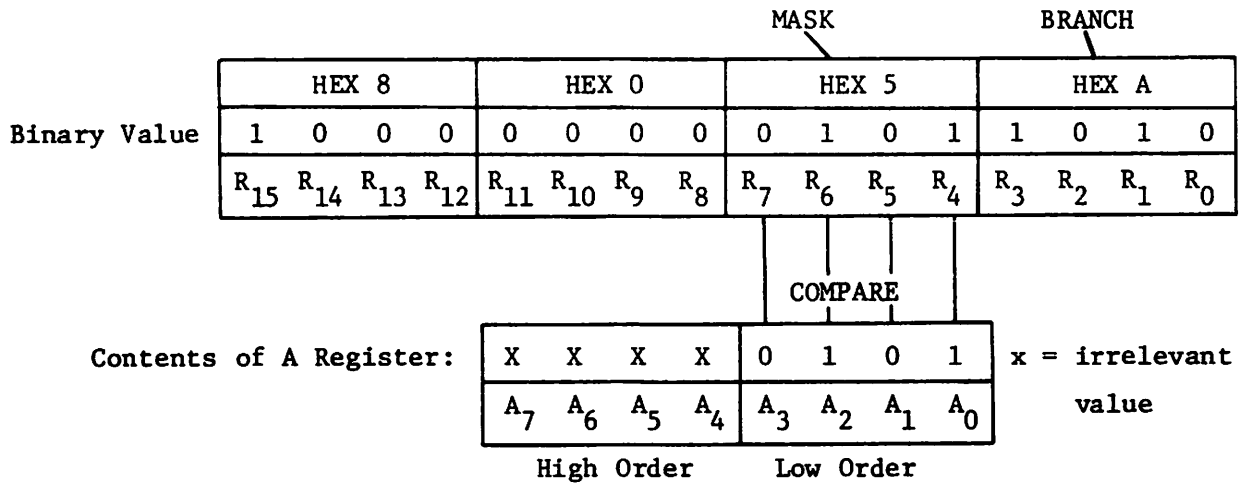 MASK BRANCH
HEX 8 HEX 0 HEX 5 HEX A
Binary Value 1 0 0 0 0 0 0 0 0 1 0 1 1 0 1 0
R15 R14 R13 R12 R11 R10 R9 R8 R7 R6 R5 R4 R3 R2 R1 R0
COMPARE
Contents of A Register: X X X X 0 1 0 1 x = irrelevant
A7 A6 A5 A4 A3 A2 A1 A0 value
High Order Low Order